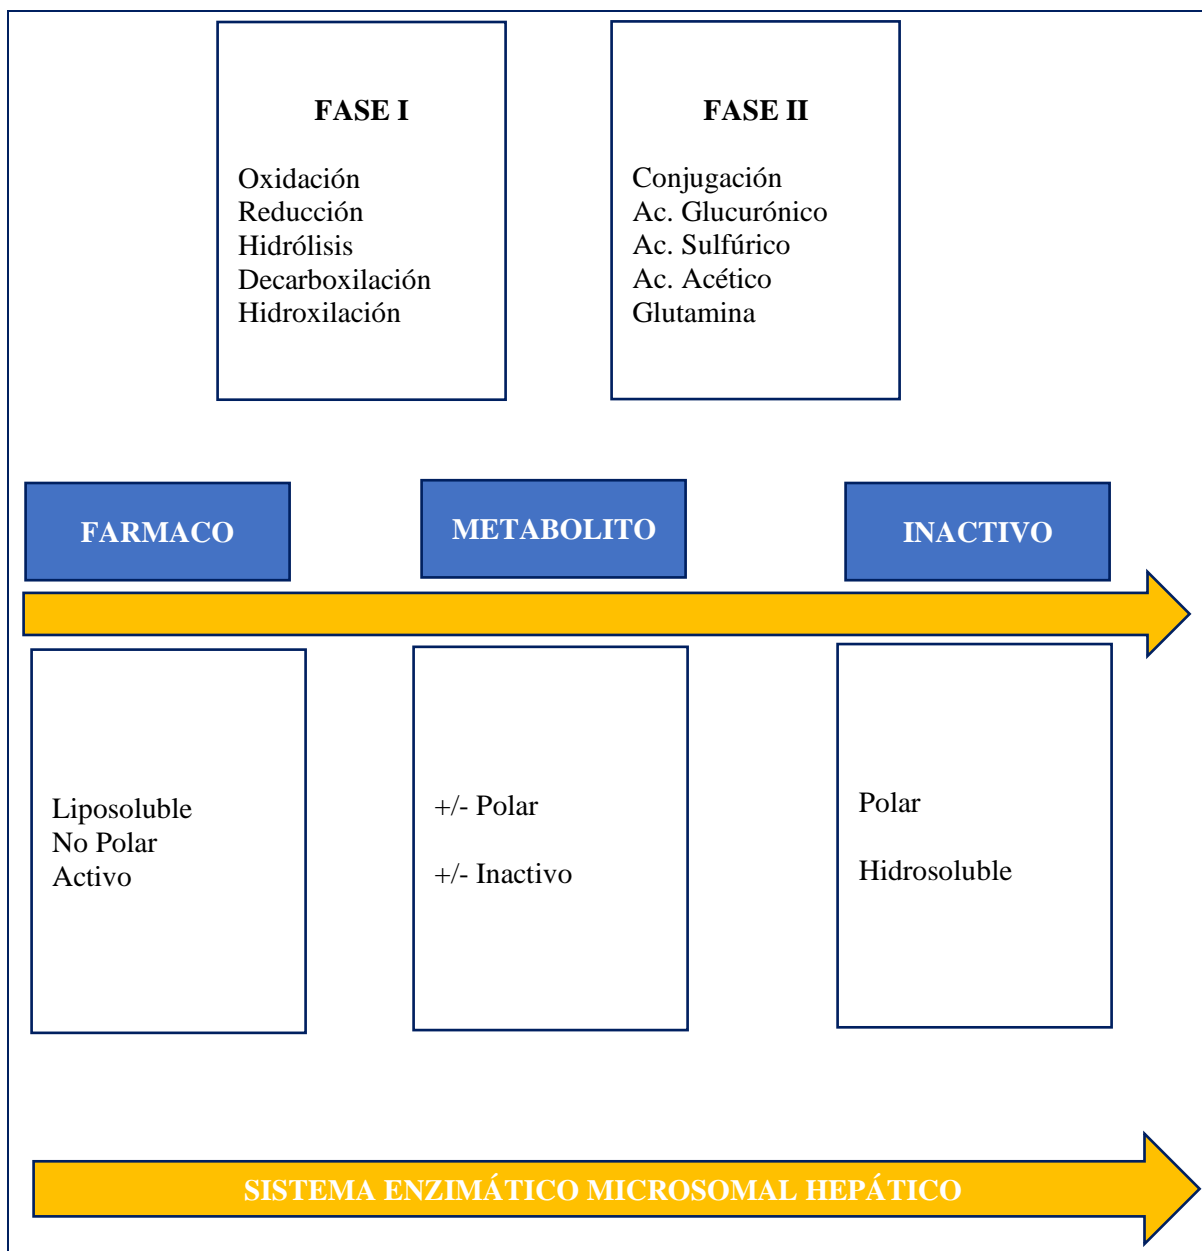 FASE I
Oxidación
Reducción
Hidrólisis
Decarboxilación
Hidroxilación
FASE II
Conjugación
Ac. Glucurónico
Ac. Sulfúrico
Ac. Acético
Glutamina
FARMACO
METABOLITO
INACTIVO
Liposoluble
No Polar
Activo
+/- Polar
+/- Inactivo
Polar
Hidrosoluble
SISTEMA ENZIMÁTICO MICROSOMAL HEPÁTICO